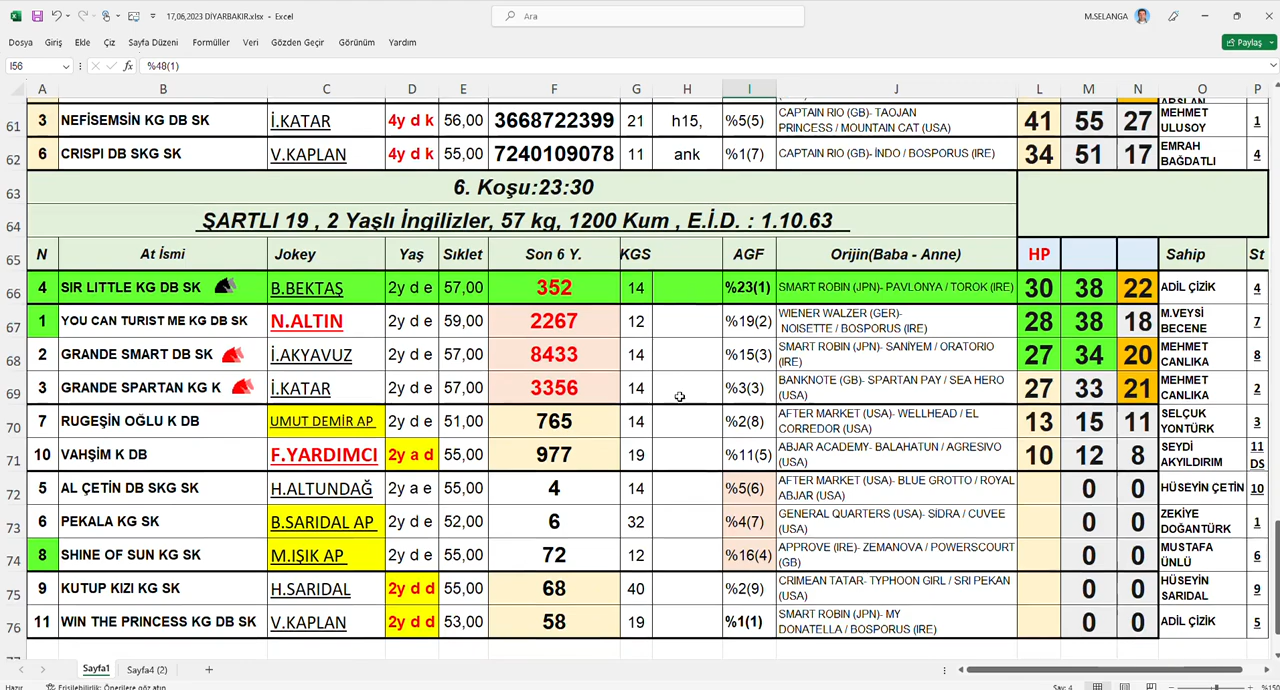 17,06,2023 DİYARBAKIR.xlsx - Excel
Ara
M.SELANGA
Dosya Giriş Ekle Çiz Sayfa Düzeni Formüller Veri Gözden Geçir Görünüm Yardım
Paylaş
I56 fx %48(1)
A B C D E F G H I J L M N O P
ARSLAN
61 3 NEFİSEMSİN KG DB SK İ.KATAR 4y d k 56,00 3668722399 21 h15, %5(5) CAPTAIN RIO (GB)- TAOJAN PRINCESS / MOUNTAIN CAT (USA) 41 55 27 MEHMET ULUSOY 1
62 6 CRISPI DB SKG SK V.KAPLAN 4y d k 55,00 7240109078 11 ank %1(7) CAPTAIN RIO (GB)- İNDO / BOSPORUS (IRE) 34 51 17 EMRAH BAĞDATLI 4
63 6. Koşu:23:30
64 ŞARTLI 19 , 2 Yaşlı İngilizler, 57 kg, 1200 Kum , E.İ.D. : 1.10.63
65 N At İsmi Jokey Yaş Sıklet Son 6 Y. KGS AGF Orijin(Baba - Anne) HP Sahip St
66 4 SIR LITTLE KG DB SK B.BEKTAŞ 2y d e 57,00 352 14 %23(1) SMART ROBIN (JPN)- PAVLONYA / TOROK (IRE) 30 38 22 ADİL ÇİZİK 4
67 1 YOU CAN TURIST ME KG DB SK N.ALTIN 2y d e 59,00 2267 12 %19(2) WIENER WALZER (GER)- NOISETTE / BOSPORUS (IRE) 28 38 18 M.VEYSİ BECENE 7
68 2 GRANDE SMART DB SK İ.AKYAVUZ 2y d e 57,00 8433 14 %15(3) SMART ROBIN (JPN)- SANIYEM / ORATORIO (IRE) 27 34 20 MEHMET CANLIKA 8
69 3 GRANDE SPARTAN KG K İ.KATAR 2y d e 57,00 3356 14 %3(3) BANKNOTE (GB)- SPARTAN PAY / SEA HERO (USA) 27 33 21 MEHMET CANLIKA 2
70 7 RUGEŞİN OĞLU K DB UMUT DEMİR AP 2y d e 51,00 765 14 %2(8) AFTER MARKET (USA)- WELLHEAD / EL CORREDOR (USA) 13 15 11 SELÇUK YONTÜRK 3
71 10 VAHŞİM K DB F.YARDIMCI 2y a d 55,00 977 19 %11(5) ABJAR ACADEMY- BALAHATUN / AGRESIVO (USA) 10 12 8 SEYDİ AKYILDIRIM 11 DS
72 5 AL ÇETİN DB SKG SK H.ALTUNDAĞ 2y a e 55,00 4 14 %5(6) AFTER MARKET (USA)- BLUE GROTTO / ROYAL ABJAR (USA) 0 0 HÜSEYİN ÇETİN 10
73 6 PEKALA KG SK B.SARIDAL AP 2y d e 52,00 6 32 %4(7) GENERAL QUARTERS (USA)- SIDRA / CUVEE (USA) 0 0 ZEKİYE DOĞANTÜRK 1
74 8 SHINE OF SUN KG SK M.IŞIK AP 2y d e 55,00 72 12 %16(4) APPROVE (IRE)- ZEMANOVA / POWERSCOURT (GB) 0 0 MUSTAFA ÜNLÜ 6
75 9 KUTUP KIZI KG SK H.SARIDAL 2y d d 55,00 68 40 %2(9) CRIMEAN TATAR- TYPHOON GIRL / SRI PEKAN (USA) 0 0 HÜSEYİN SARIDAL 9
76 11 WIN THE PRINCESS KG DB SK V.KAPLAN 2y d d 53,00 58 19 %1(1) SMART ROBIN (JPN)- MY DONATELLA / BOSPORUS (IRE) 0 0 ADİL ÇİZİK 5
77
Sayfa1 Sayfa4 (2) +
Hazır Erişilebilirlik: Önerilere göz atın Say: 4 %150